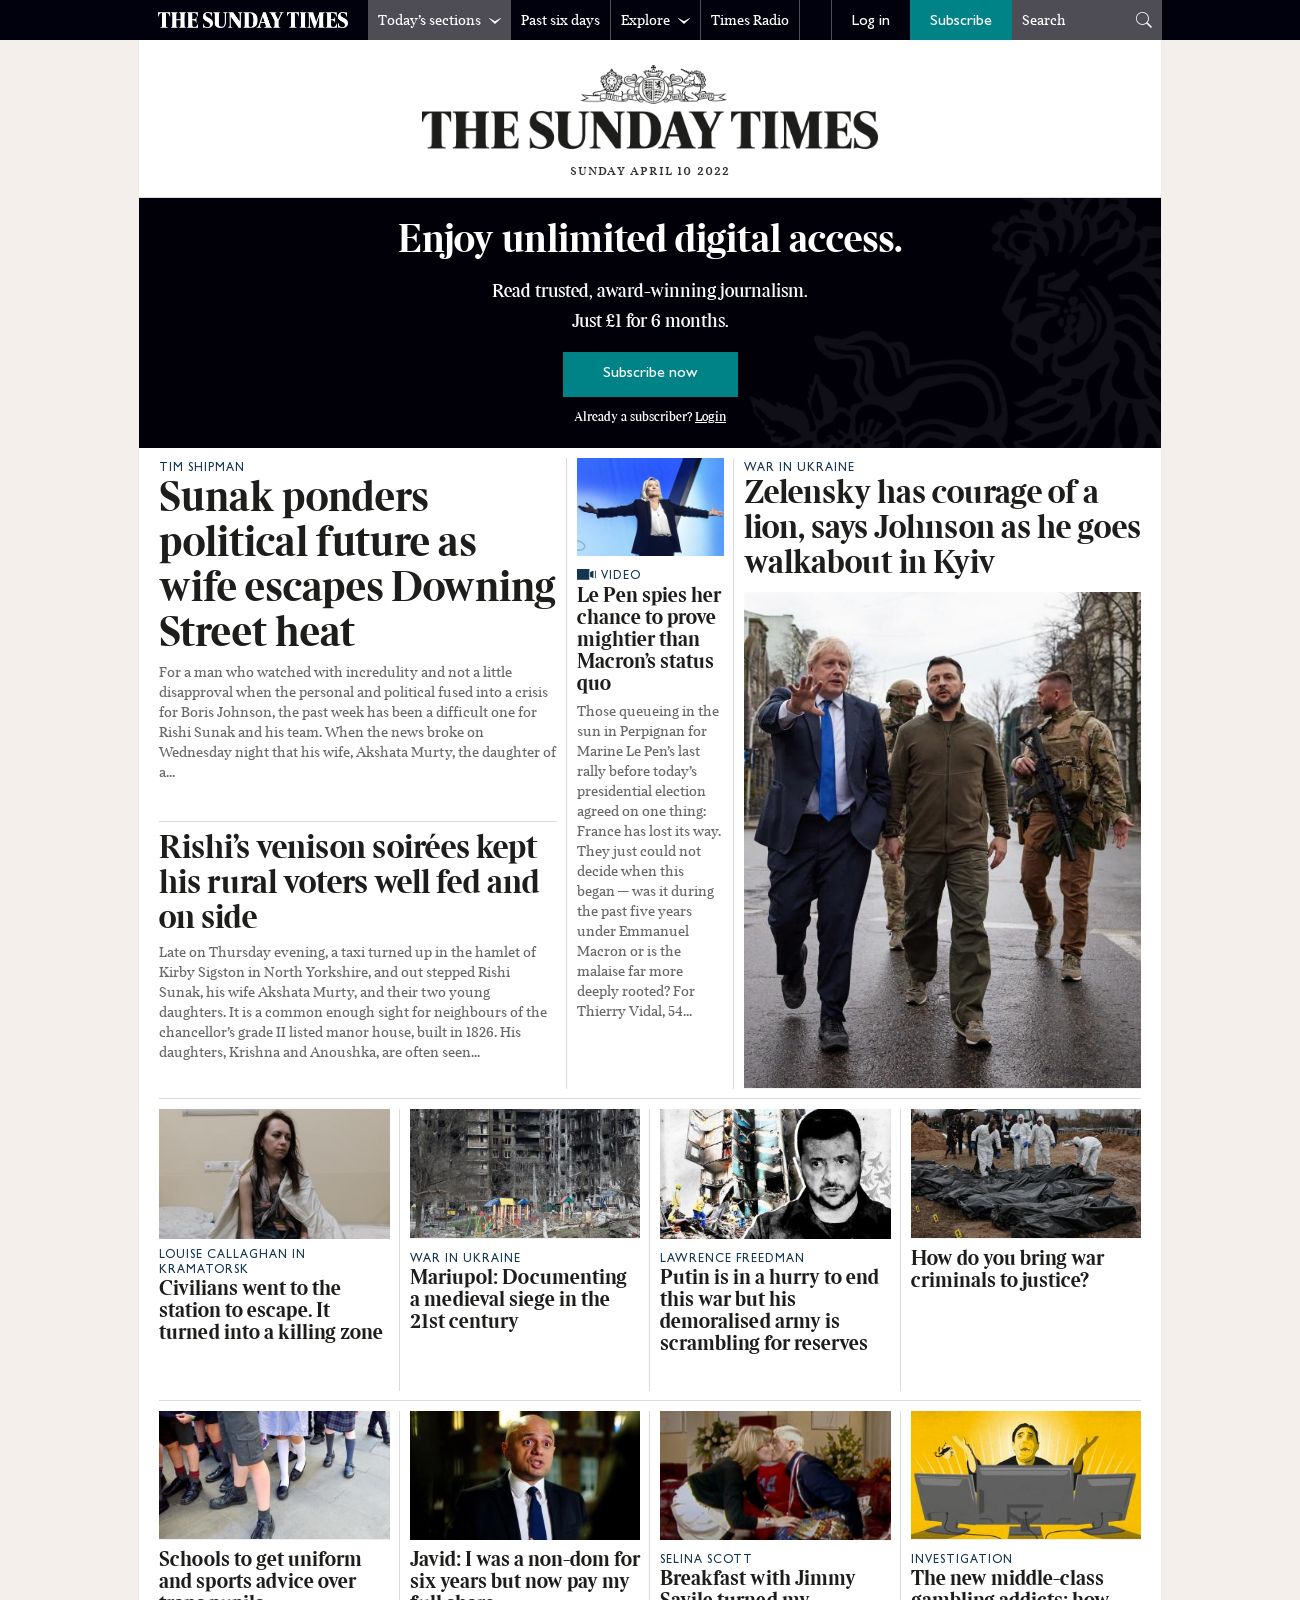 THE SUNDAY TIMES
Today's sections
Past six days
Explore
Times Radio
Log in
Subscribe
Search
THE SUNDAY TIMES
SUNDAY APRIL 10 2022
Enjoy unlimited digital access.
Read trusted, award-winning journalism.
Just £1 for 6 months.
Subscribe now
Already a subscriber? Login
TIM SHIPMAN
Sunak ponders
political future as
wife escapes Downing
Street heat
For a man who watched with incredulity and not a little
disapproval when the personal and political fused into a crisis
for Boris Johnson, the past week has been a difficult one for
Rishi Sunak and his team. When the news broke on
Wednesday night that his wife, Akshata Murty, the daughter of
a...
Rishi's venison soirées kept
his rural voters well fed and
on side
Late on Thursday evening, a taxi turned up in the hamlet of
Kirby Sigston in North Yorkshire, and out stepped Rishi
Sunak, his wife Akshata Murty, and their two young
daughters. It is a common enough sight for neighbours of the
chancellor's grade II listed manor house, built in 1826. His
daughters, Krishna and Anoushka, are often seen...
VIDEO
Le Pen spies her
chance to prove
mightier than
Macron's status
quo
Those queueing in the
sun in Perpignan for
Marine Le Pen's last
rally before today's
presidential election
agreed on one thing:
France has lost its way.
They just could not
decide when this
began — was it during
the past five years
under Emmanuel
Macron or is the
malaise far more
deeply rooted? For
Thierry Vidal, 54...
WAR IN UKRAINE
Zelensky has courage of a
lion, says Johnson as he goes
walkabout in Kyiv
LOUISE CALLAGHAN IN
KRAMATORSK
Civilians went to the
station to escape. It
turned into a killing zone
WAR IN UKRAINE
Mariupol: Documenting
a medieval siege in the
21st century
LAWRENCE FREEDMAN
Putin is in a hurry to end
this war but his
demoralised army is
scrambling for reserves
How do you bring war
criminals to justice?
Schools to get uniform
and sports advice over
trans pupils
Javid: I was a non-dom for
six years but now pay my
full share
SELINA SCOTT
Breakfast with Jimmy
Savile turned my
INVESTIGATION
The new middle-class
gambling addicts: how